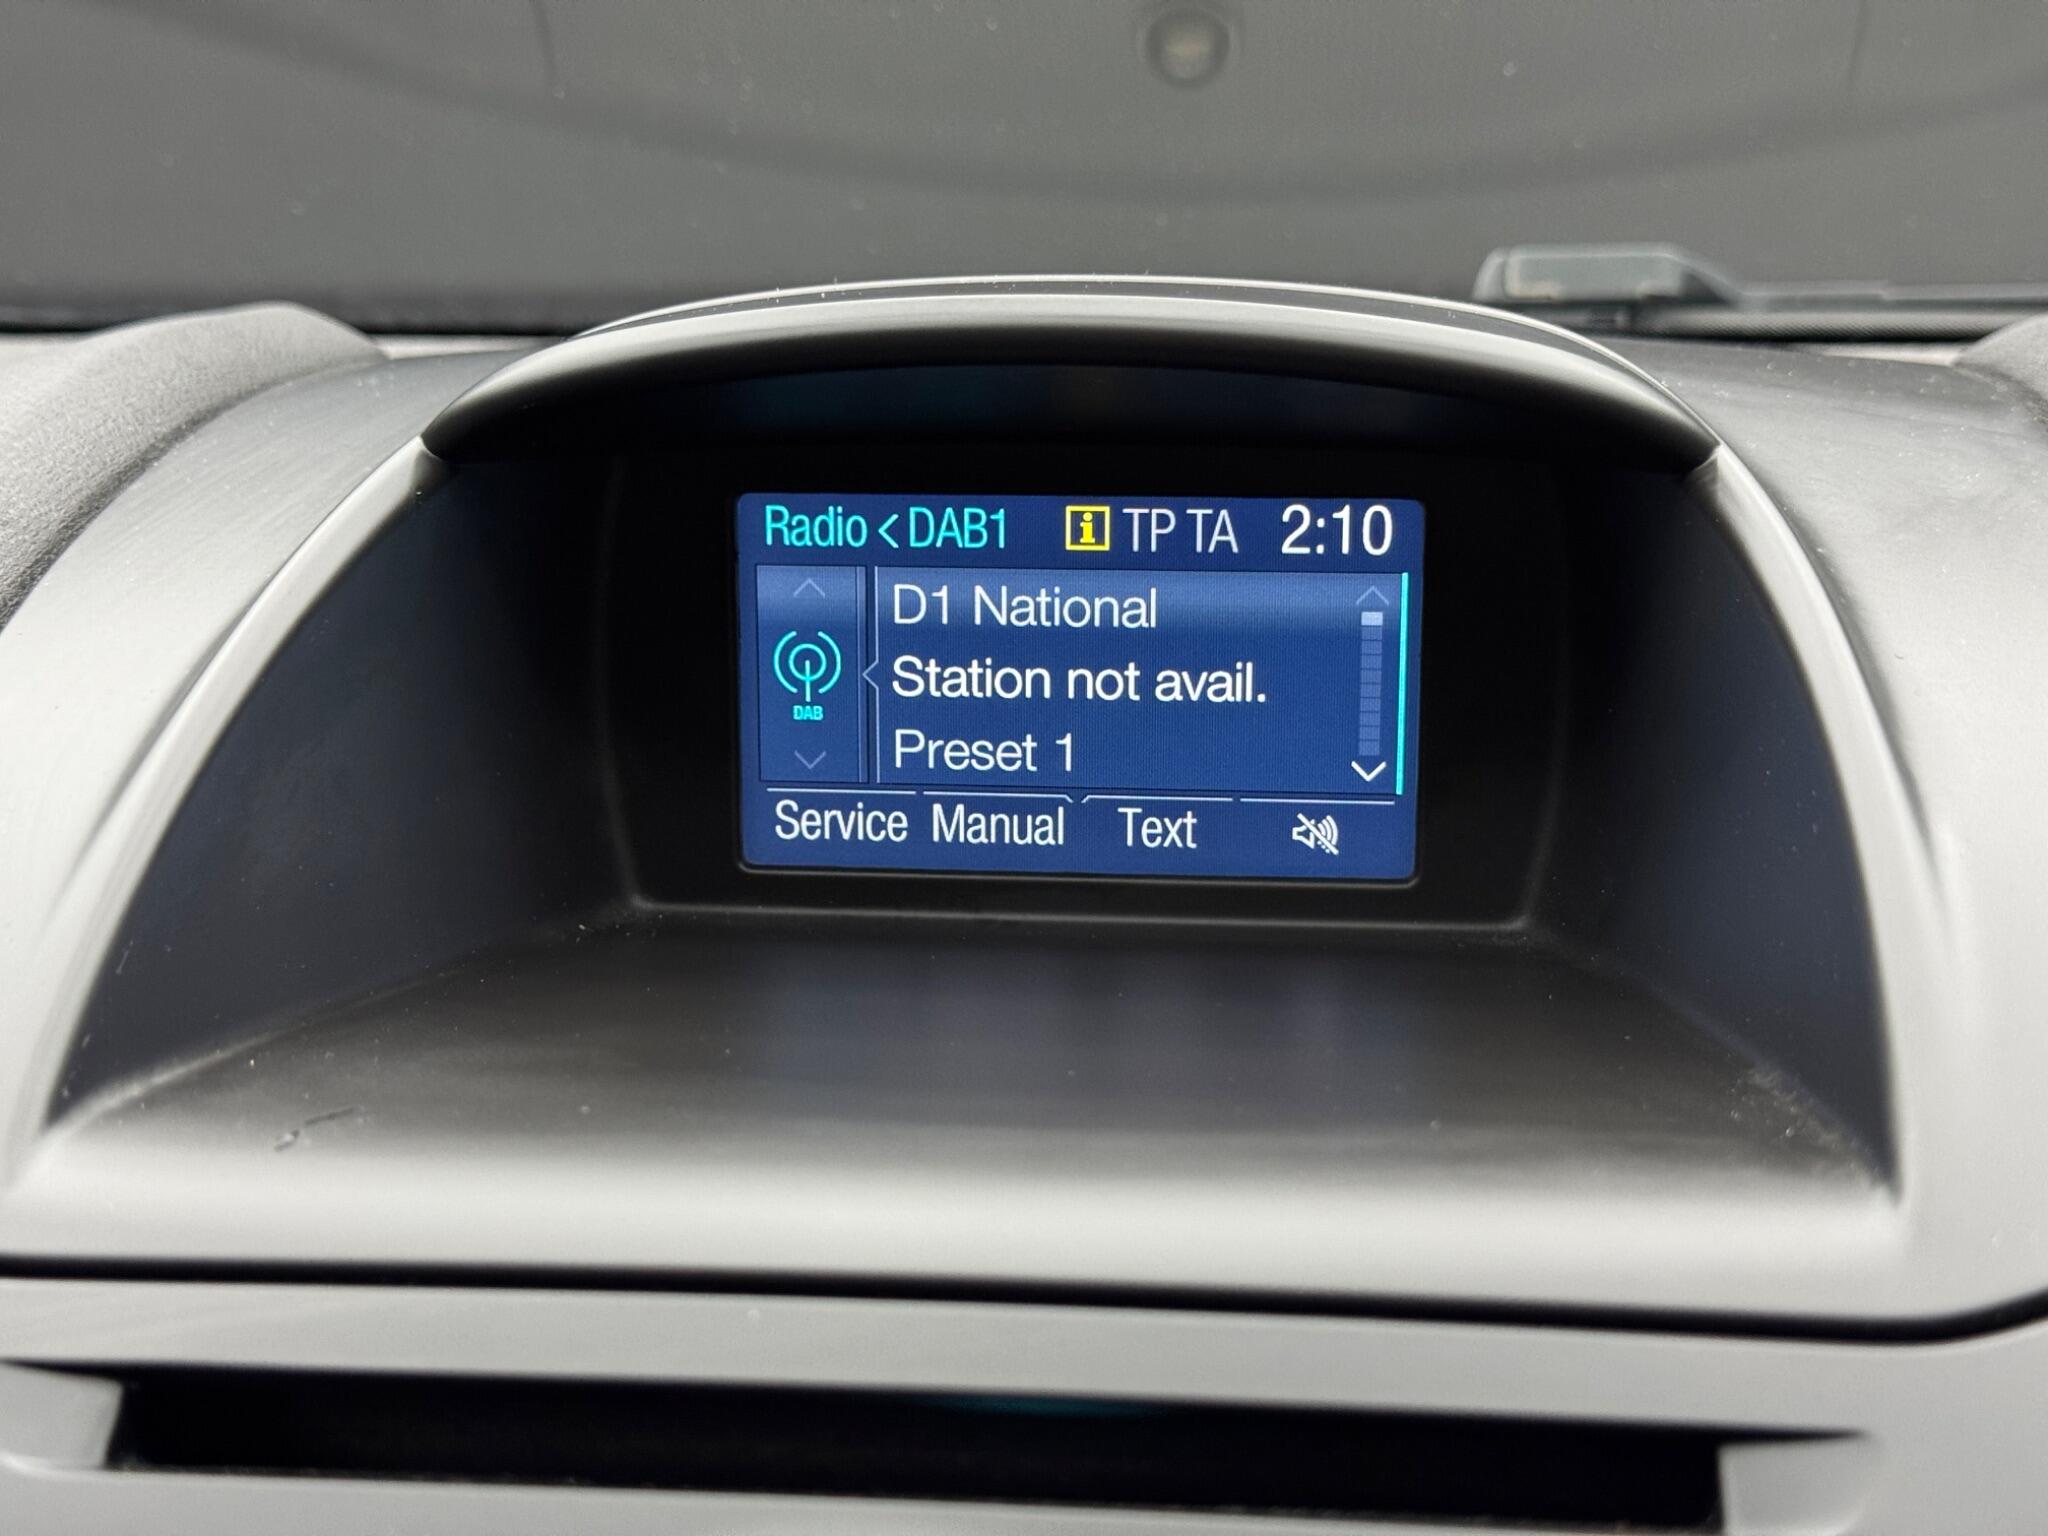 Radio < DAB1 i TP TA 2:10
DAB
D1 National
Station not avail.
Preset 1
Service Manual Text